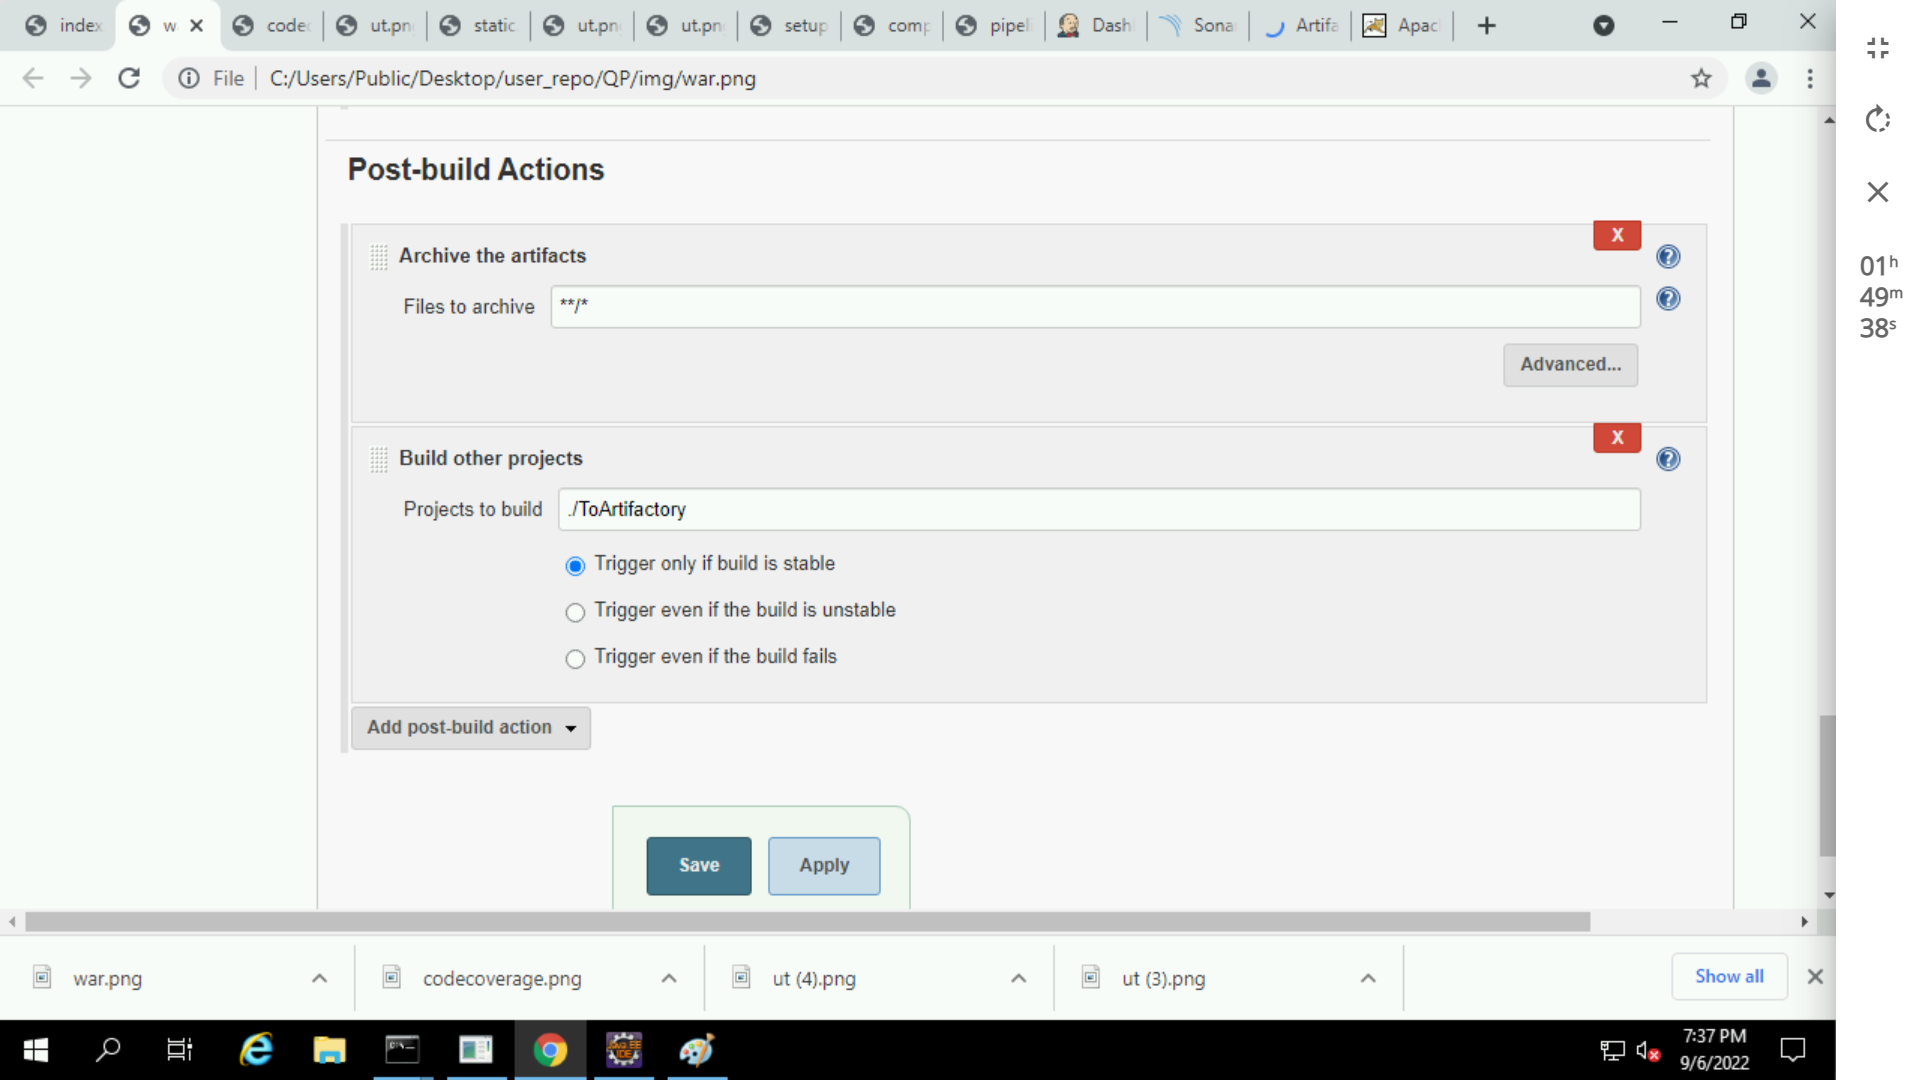 index
w
code
ut.pn
static
ut.pn
ut.pn
setup
comp
pipel
Dash
Sona
Artifa
Apac
File
C:/Users/Public/Desktop/user_repo/QP/img/war.png
01h
49m
38s
Post-build Actions
X
Archive the artifacts
Files to archive
**/*
Advanced...
X
Build other projects
Projects to build
./ToArtifactory
Trigger only if build is stable
Trigger even if the build is unstable
Trigger even if the build fails
Add post-build action
Save
Apply
war.png
codecoverage.png
ut (4).png
ut (3).png
Show all
7:37 PM
9/6/2022